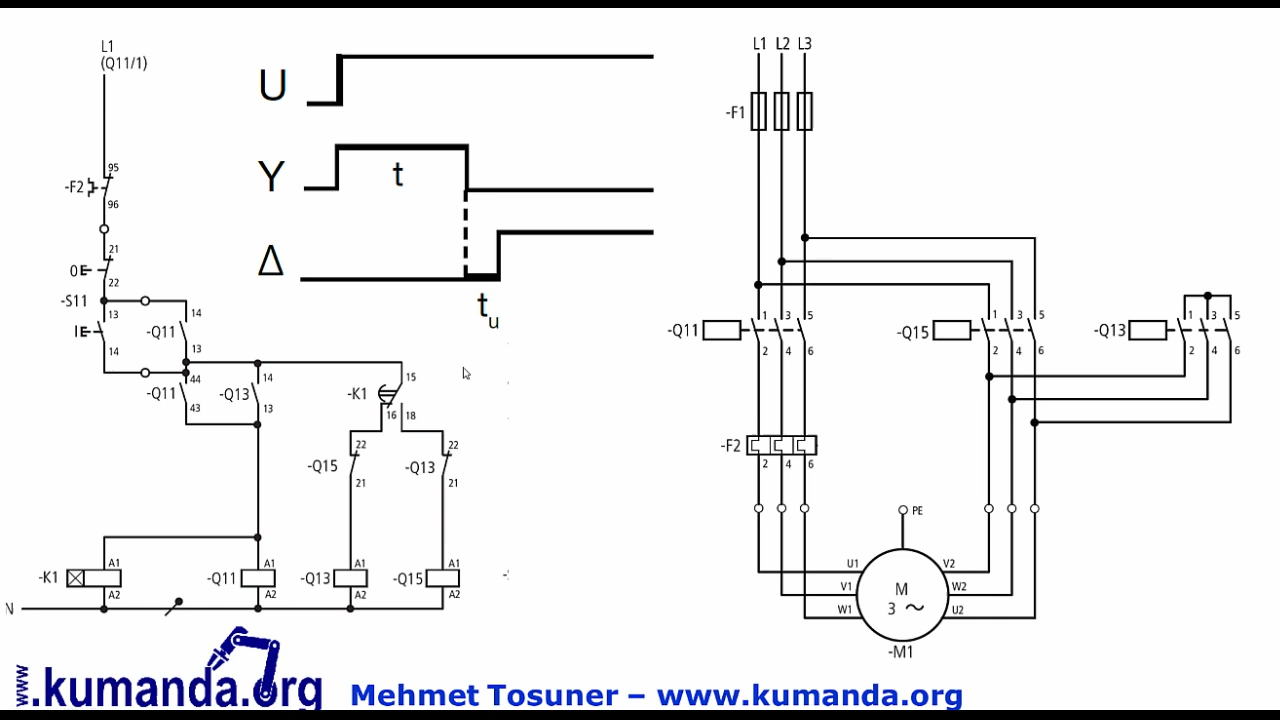 L1
(Q11/1)
95
-F2
96
21
0
22
-S11
13
14
I
-Q11
14
13
44
-Q11
43
14
-Q13
13
15
-K1
16 18
22
-Q15
21
22
-Q13
21
A1
-K1
A2
A1
-Q11
A2
A1
-Q13
A2
A1
-Q15
A2
N
U
Y
t
Δ
tu
L1 L2 L3
-F1
-Q11
1 3 5
2 4 6
-Q15
1 3 5
2 4 6
-Q13
1 3 5
2 4 6
-F2
2 4 6
PE
U1
V1
W1
M
3 ~
V2
W2
U2
-M1
www.kumanda.org
Mehmet Tosuner – www.kumanda.org